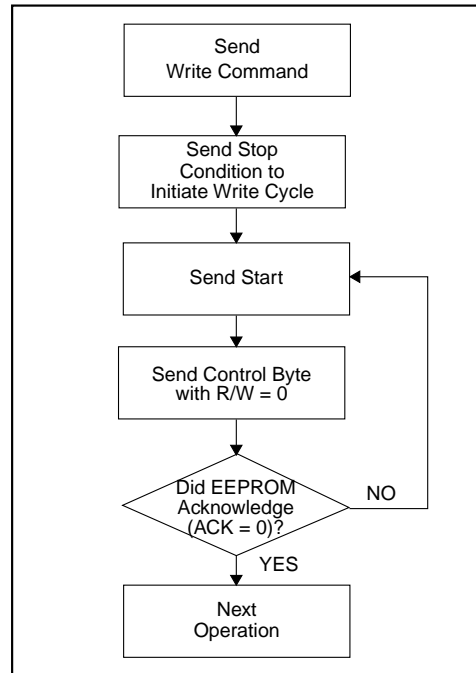 Send
Write Command
Send Stop
Condition to
Initiate Write Cycle
Send Start
Send Control Byte
with R/W = 0
Did EEPROM
Acknowledge
(ACK = 0)?
NO
YES
Next
Operation